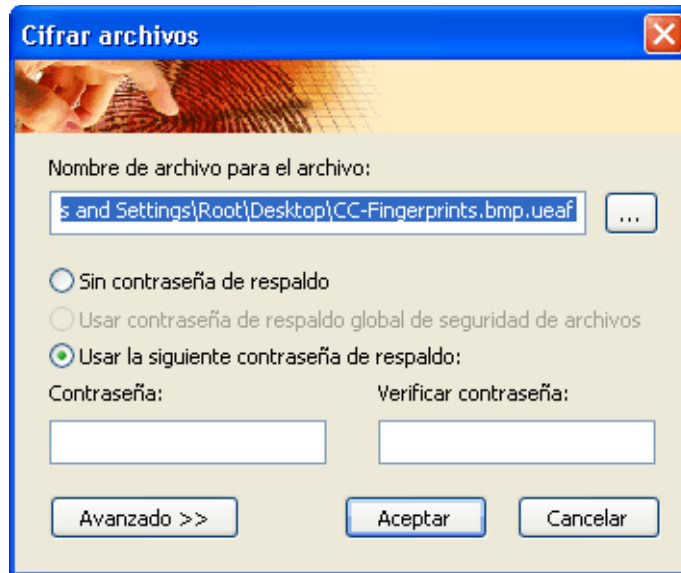 Cifrar archivos
Nombre de archivo para el archivo:
s and Settings\Root\Desktop\CC-Fingerprints.bmp.ueaf
...
Sin contraseña de respaldo
Usar contraseña de respaldo global de seguridad de archivos
Usar la siguiente contraseña de respaldo:
Contraseña: Verificar contraseña:
Avanzado >> Aceptar Cancelar